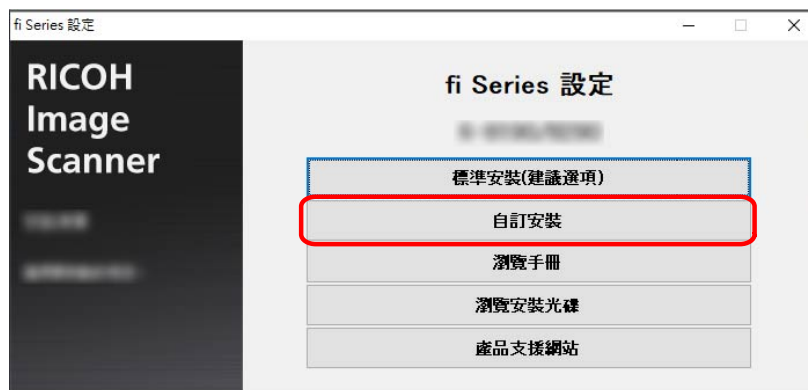 fi Series 設定
RICOH
Image
Scanner
fi Series 設定
標準安裝(建議選項)
自訂安裝
瀏覽手冊
瀏覽安裝光碟
產品支援網站